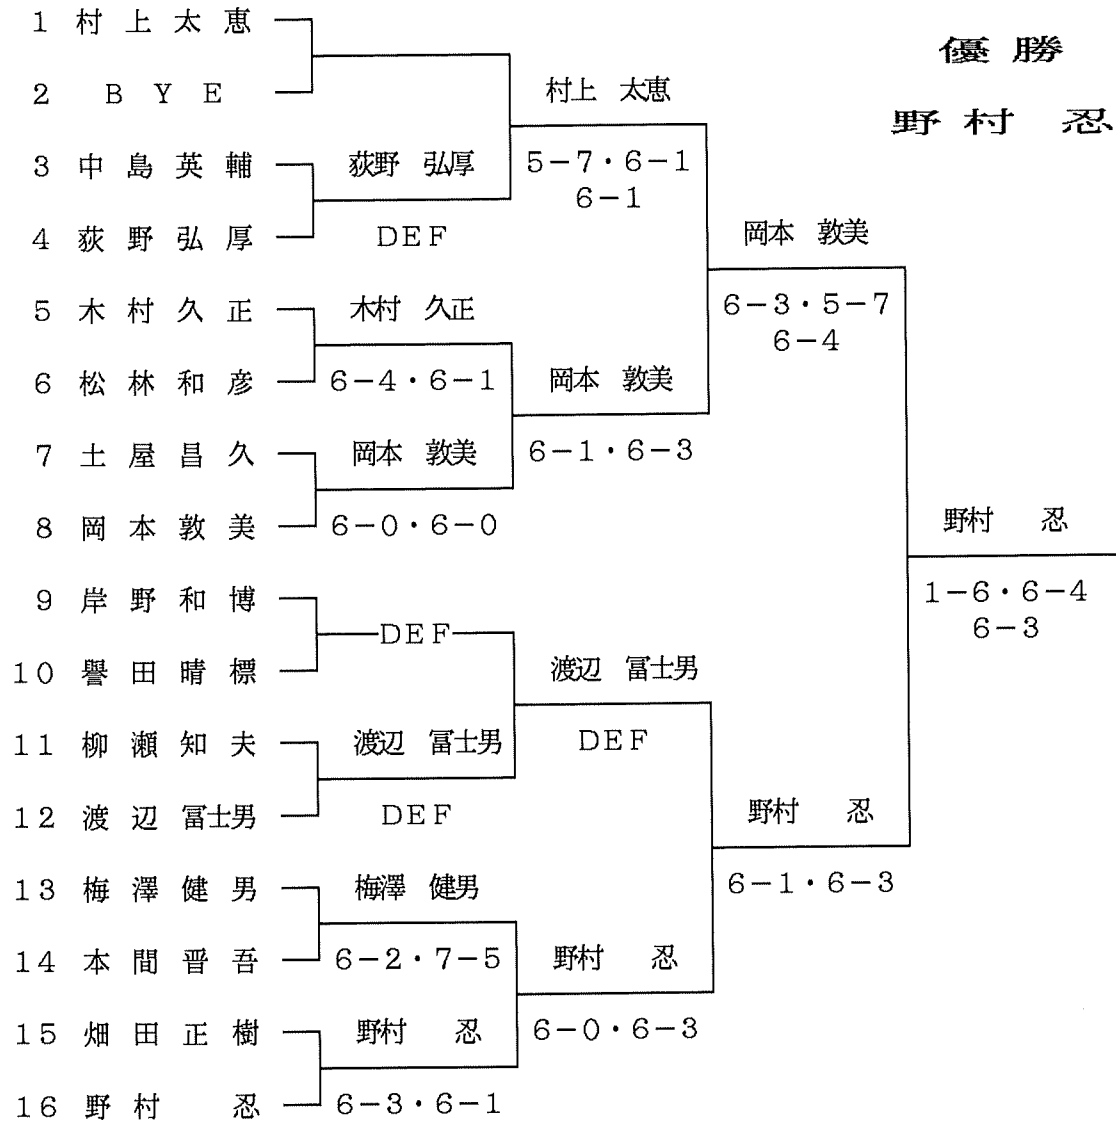 優勝
野村 忍
1 村上太恵
2 BYE
3 中島英輔
4 荻野弘厚
5 木村久正
6 松林和彦
7 土屋昌久
8 岡本敦美
9 岸野和博
10 譽田晴標
11 柳瀬知夫
12 渡辺冨士男
13 梅澤健男
14 本間晋吾
15 畑田正樹
16 野村 忍
荻野 弘厚
DEF
木村 久正
6-4・6-1
岡本 敦美
6-0・6-0
DEF
渡辺 冨士男
DEF
梅澤 健男
6-2・7-5
野村 忍
6-3・6-1
村上 太恵
5-7・6-1
6-1
岡本 敦美
6-1・6-3
渡辺 冨士男
DEF
野村 忍
6-0・6-3
岡本 敦美
6-3・5-7
6-4
野村 忍
6-1・6-3
野村 忍
1-6・6-4
6-3